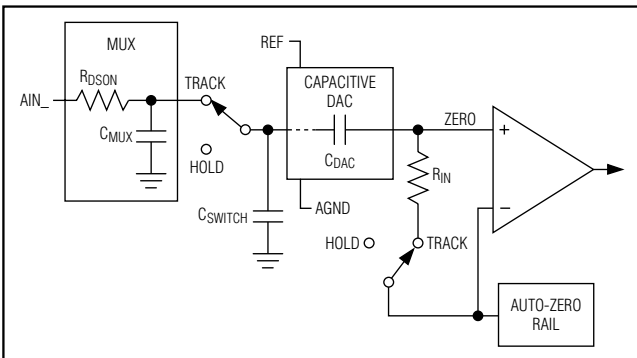 MUX
REF
RDSON
TRACK
CAPACITIVE
DAC
AIN_
ZERO
CMUX
CDAC
HOLD
RIN
AGND
CSWITCH
HOLD
TRACK
AUTO-ZERO
RAIL
+
−